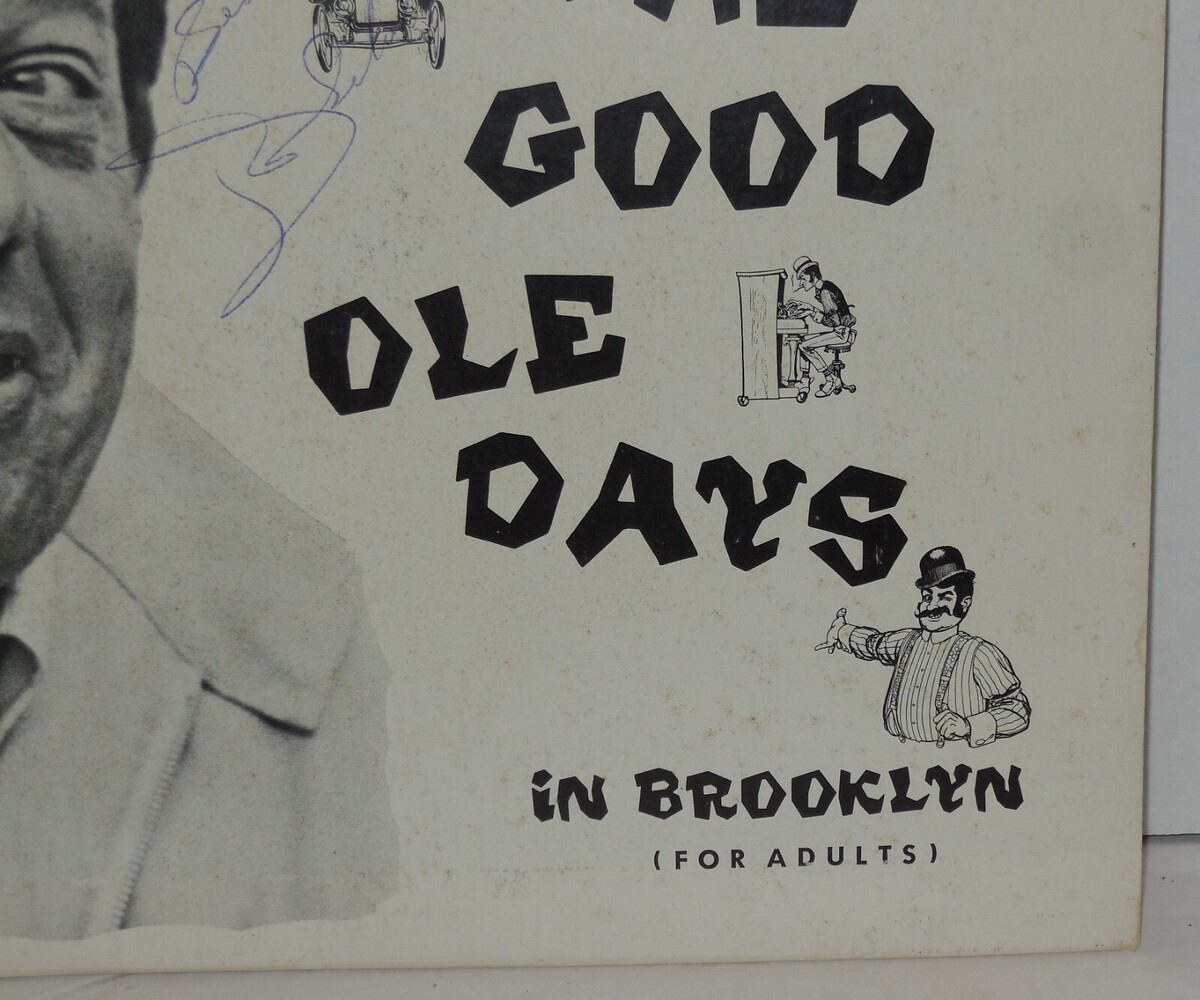 GOOD
OLE
DAYS
iN BROOKLYN
(FOR ADULTS)